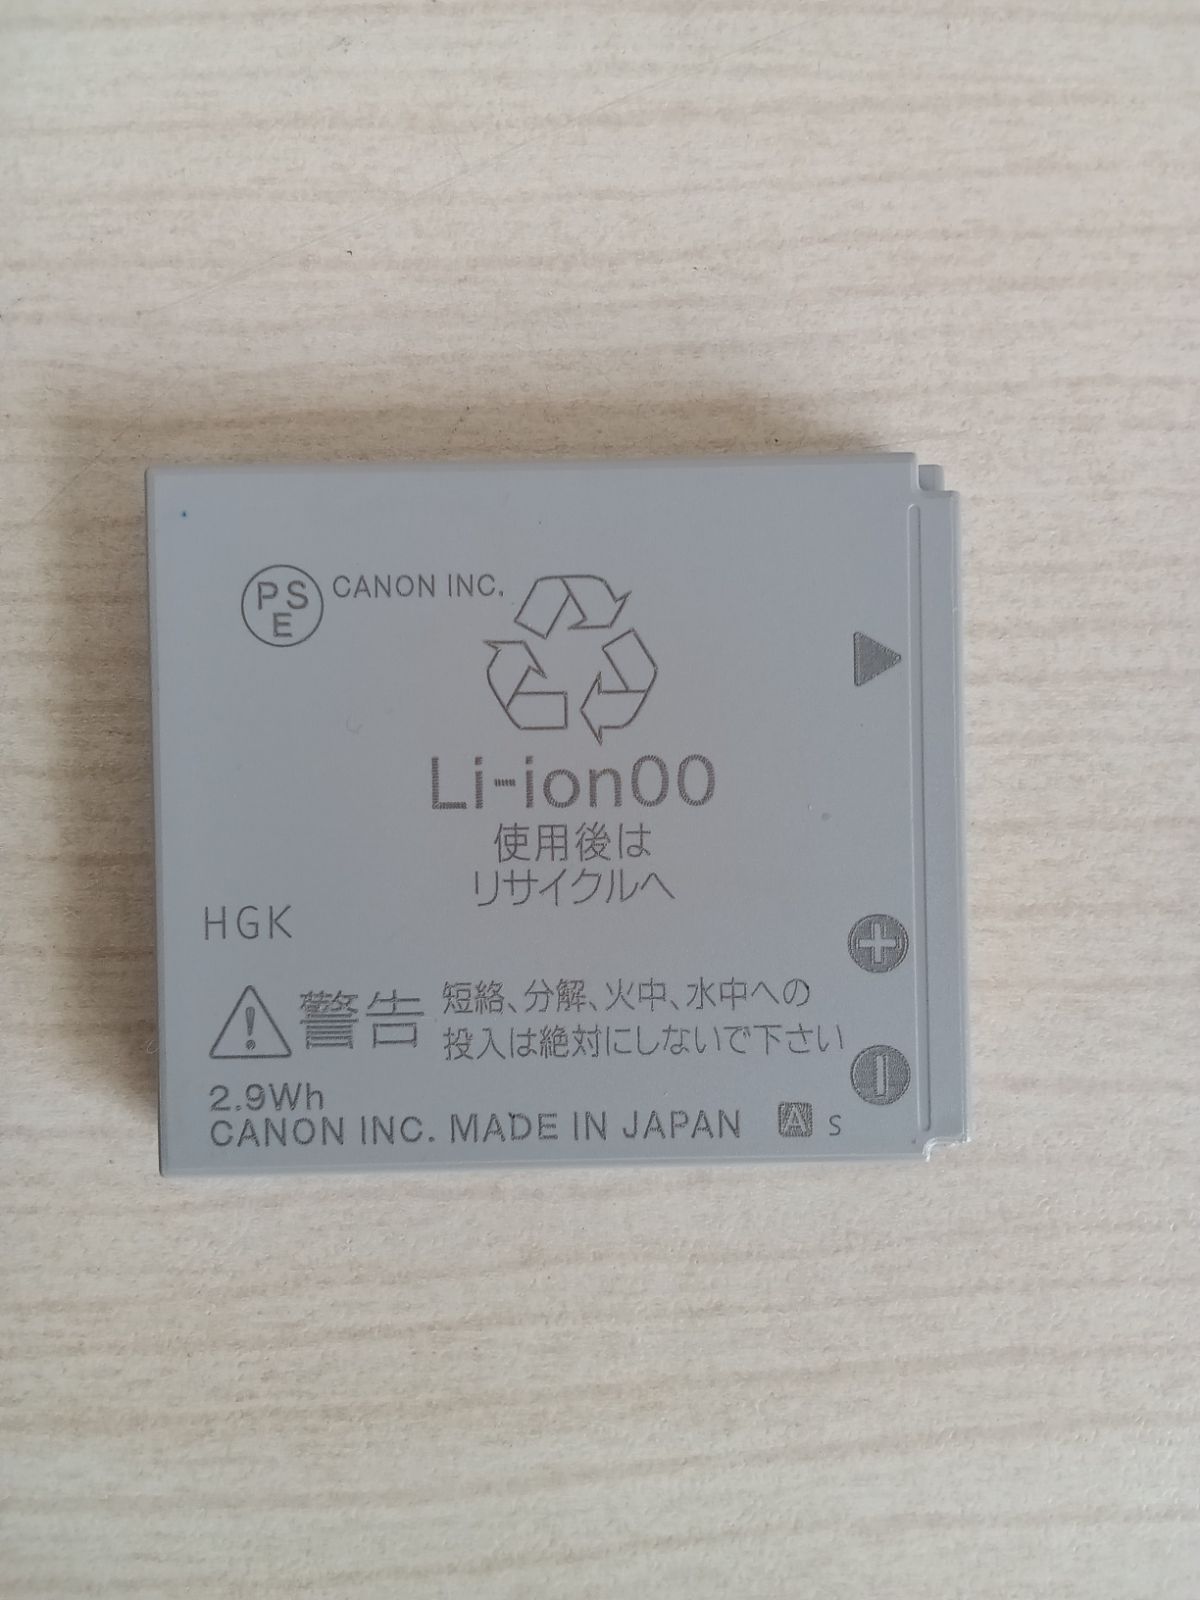 PSE CANON INC.
Li-ion00
使用後は
リサイクルへ
HGK
警告 短絡、分解、火中、水中への
投入は絶対にしないで下さい
2.9Wh
CANON INC. MADE IN JAPAN A S